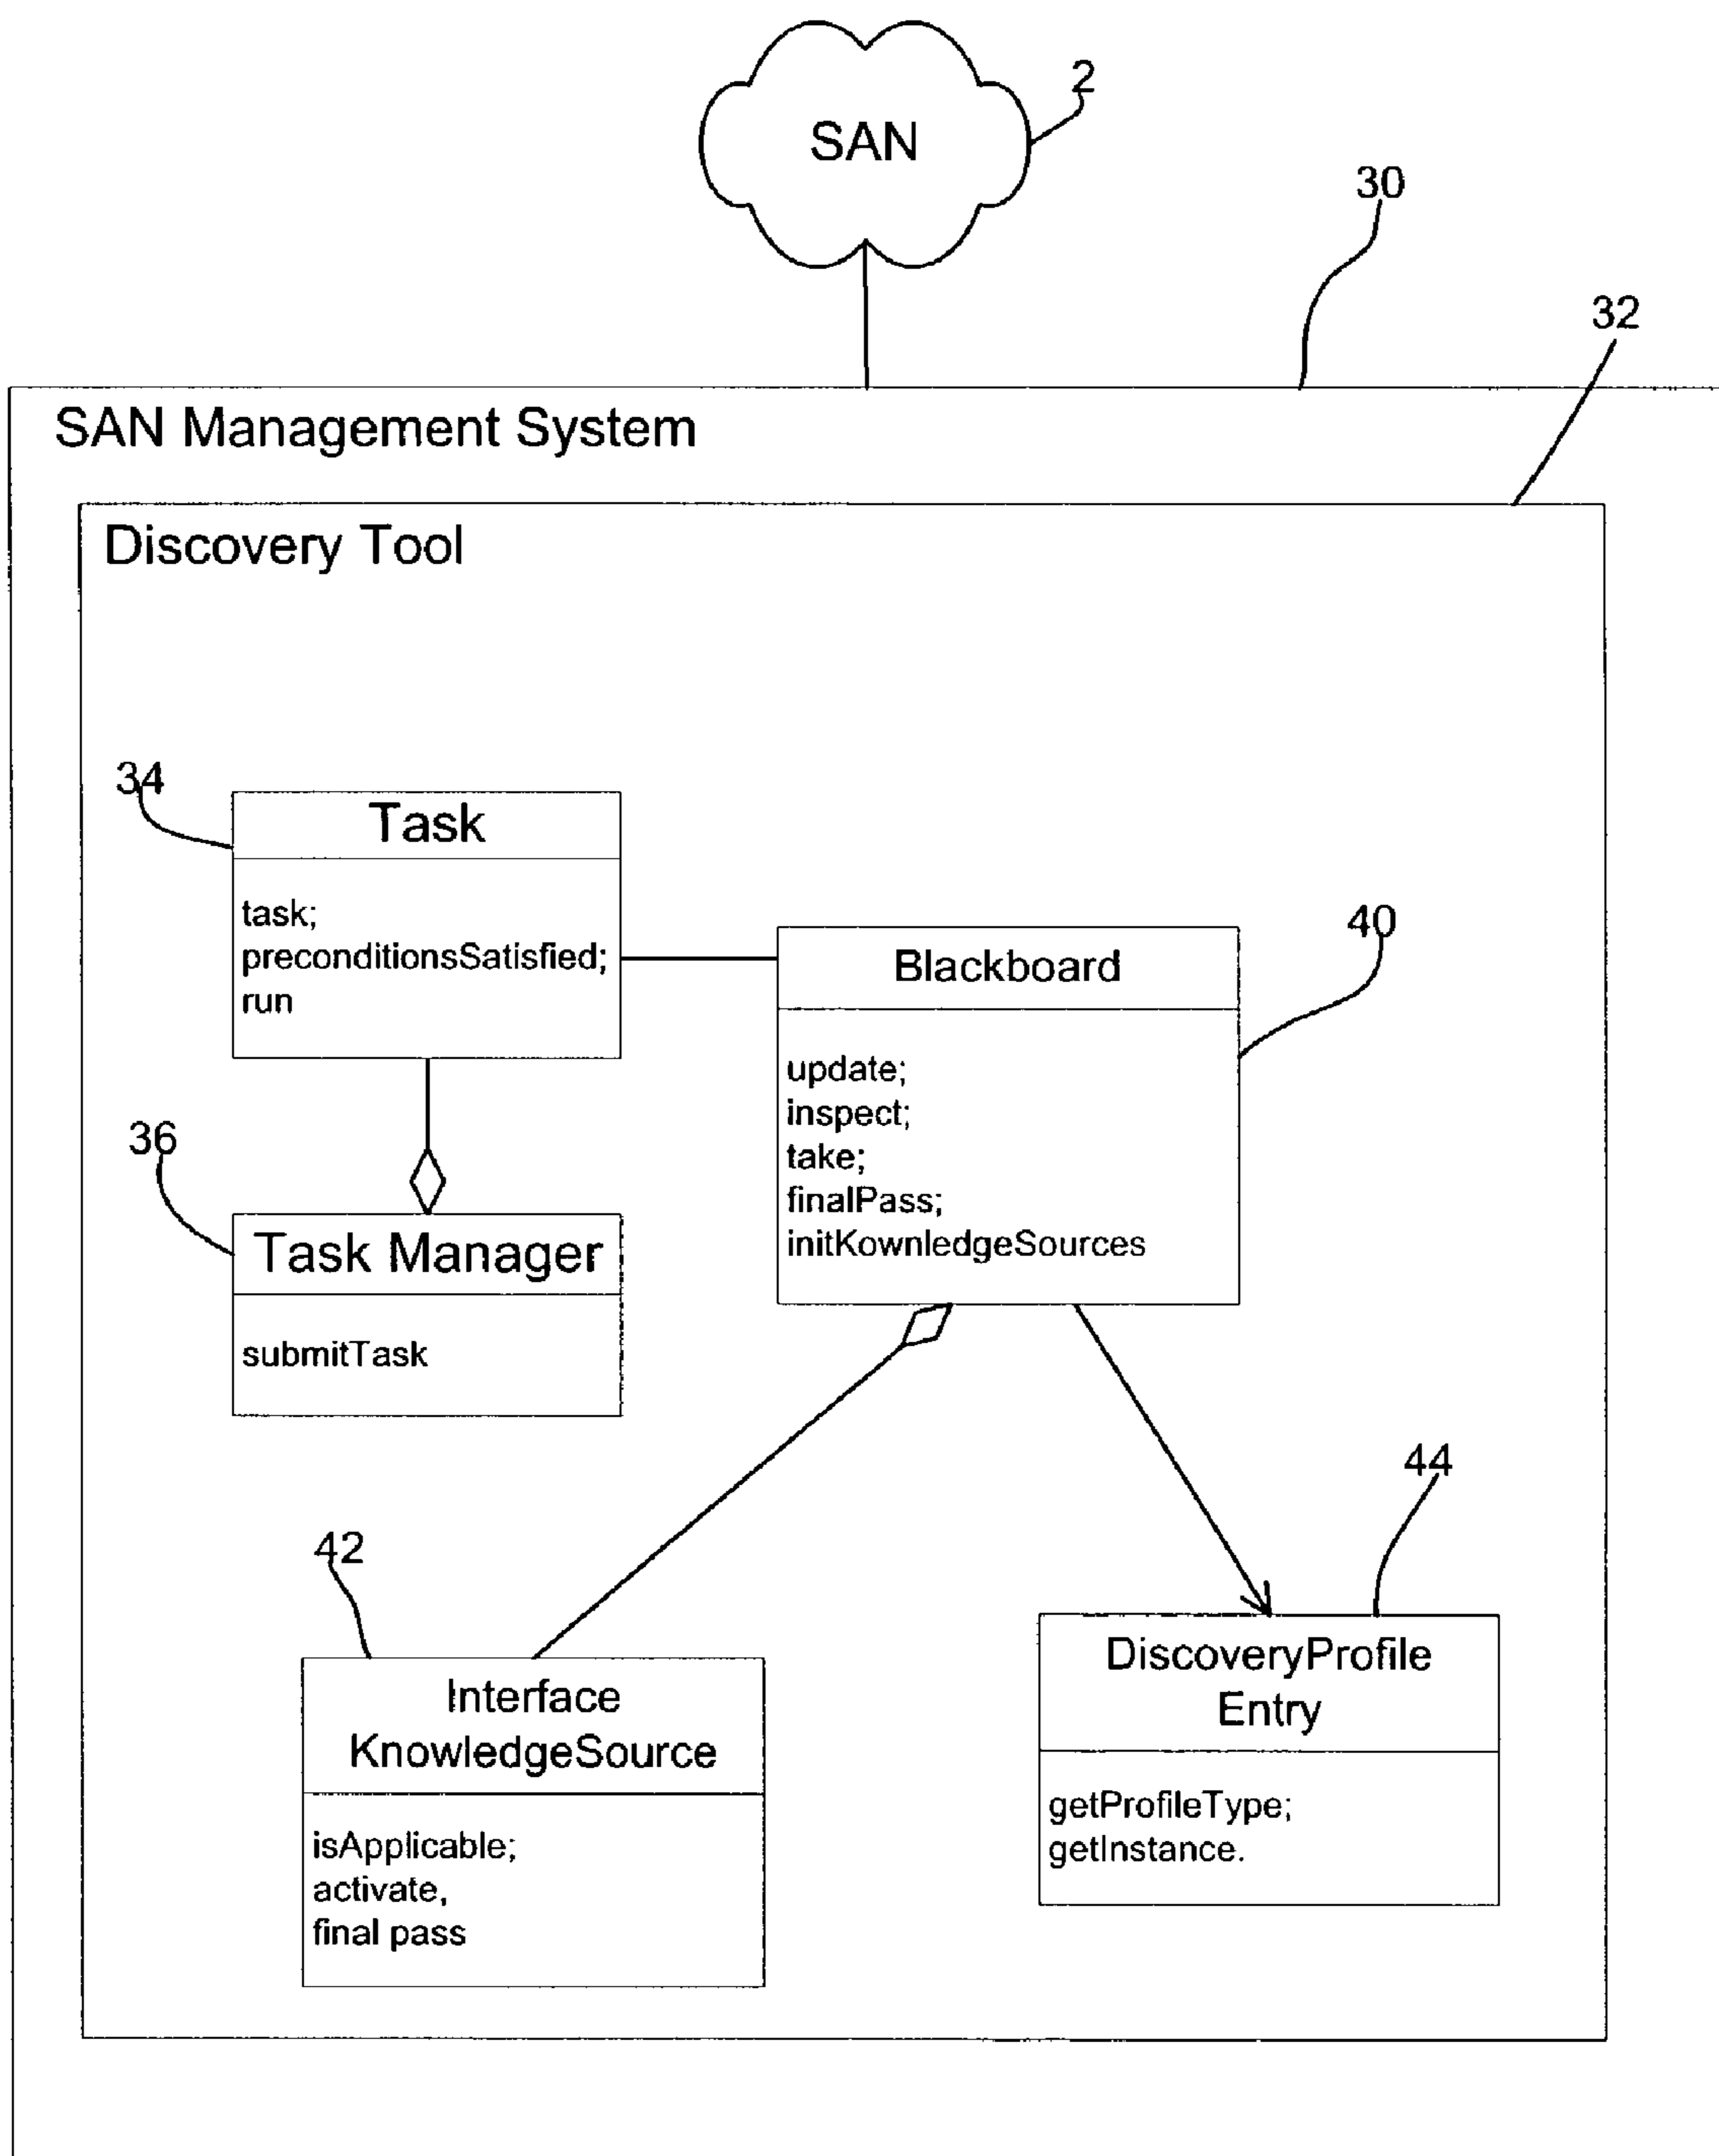 SAN
2
30
32
SAN Management System
Discovery Tool
34
Task
task;
preconditionsSatisfied;
run
40
Blackboard
update;
inspect;
take;
finalPass;
initKownledgeSources
36
Task Manager
submitTask
42
Interface
KnowledgeSource
isApplicable;
activate,
final pass
44
DiscoveryProfile
Entry
getProfileType;
getInstance.